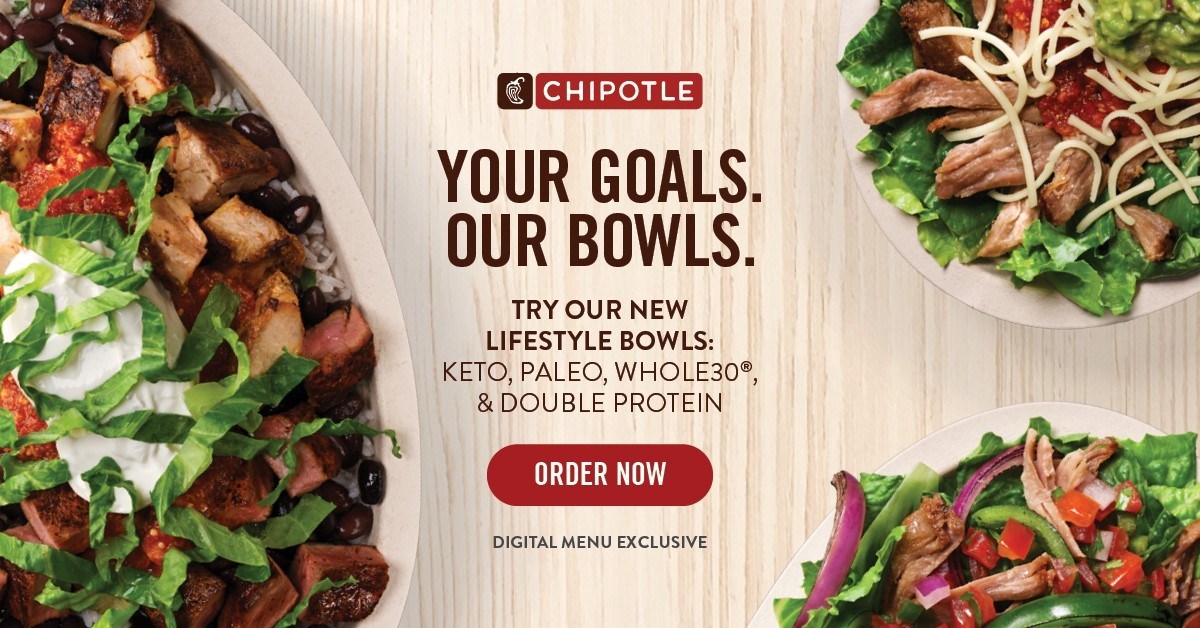 CHIPOTLE
YOUR GOALS.
OUR BOWLS.
TRY OUR NEW
LIFESTYLE BOWLS:
KETO, PALEO, WHOLE30®,
& DOUBLE PROTEIN
ORDER NOW
DIGITAL MENU EXCLUSIVE